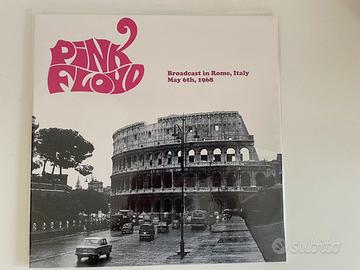 PINK
FLOYD
Broadcast in Rome, Italy
May 6th, 1968
subito